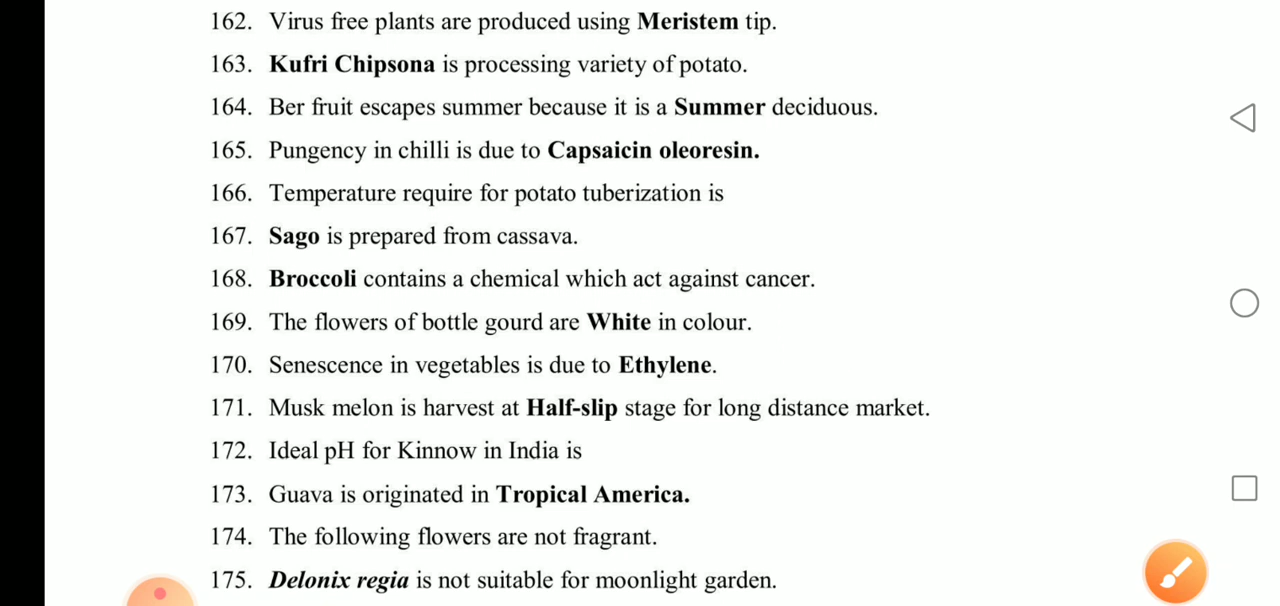 162. Virus free plants are produced using Meristem tip.
163. Kufri Chipsona is processing variety of potato.
164. Ber fruit escapes summer because it is a Summer deciduous.
165. Pungency in chilli is due to Capsaicin oleoresin.
166. Temperature require for potato tuberization is
167. Sago is prepared from cassava.
168. Broccoli contains a chemical which act against cancer.
169. The flowers of bottle gourd are White in colour.
170. Senescence in vegetables is due to Ethylene.
171. Musk melon is harvest at Half-slip stage for long distance market.
172. Ideal pH for Kinnow in India is
173. Guava is originated in Tropical America.
174. The following flowers are not fragrant.
175. Delonix regia is not suitable for moonlight garden.